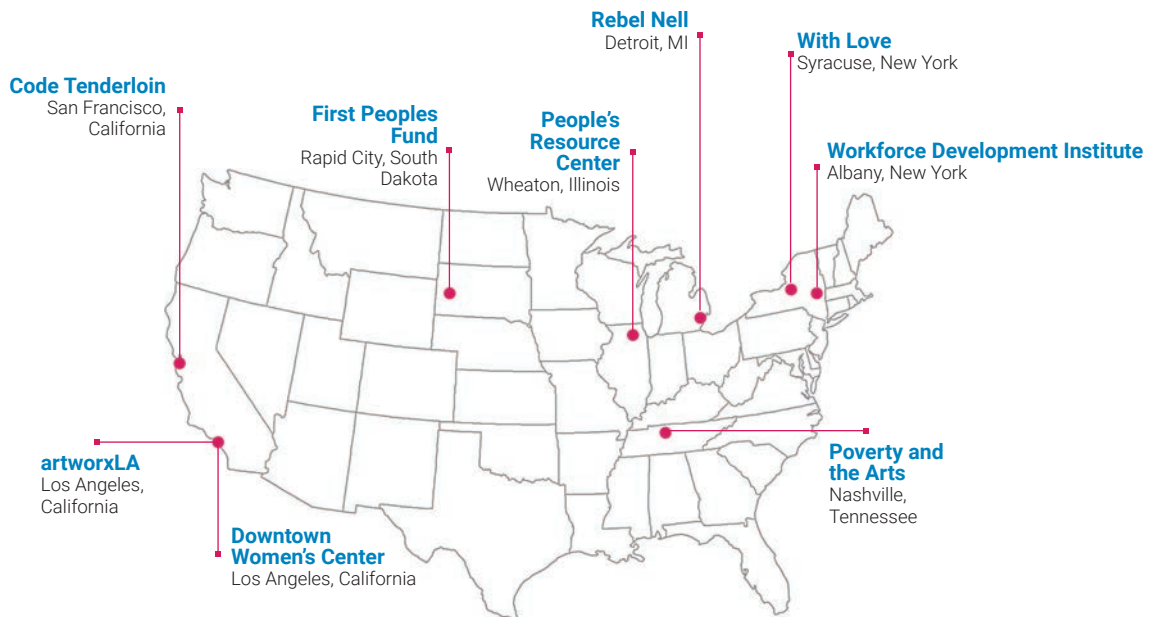 Rebel Nell
Detroit, MI
With Love
Syracuse, New York
Code Tenderloin
San Francisco,
California
First Peoples
Fund
Rapid City, South
Dakota
People's
Resource
Center
Wheaton, Illinois
Workforce Development Institute
Albany, New York
artworxLA
Los Angeles,
California
Poverty and
the Arts
Nashville,
Tennessee
Downtown
Women's Center
Los Angeles, California